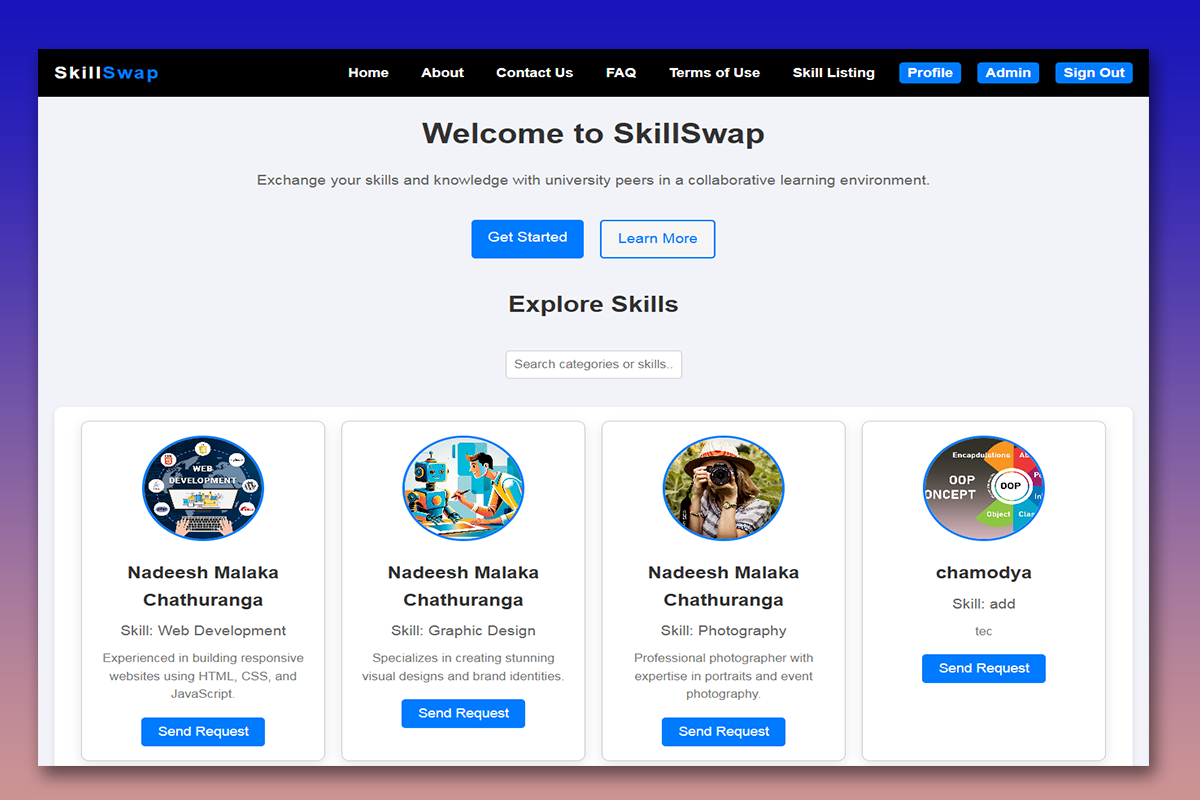 SkillSwap Home About Contact Us FAQ Terms of Use Skill Listing Profile Admin Sign Out
Welcome to SkillSwap
Exchange your skills and knowledge with university peers in a collaborative learning environment.
Get Started Learn More
Explore Skills
Search categories or skills..
WEB
DEVELOPMENT
Nadeesh Malaka
Chathuranga
Skill: Web Development
Experienced in building responsive
websites using HTML, CSS, and
JavaScript.
Send Request
Nadeesh Malaka
Chathuranga
Skill: Graphic Design
Specializes in creating stunning
visual designs and brand identities.
Send Request
Nadeesh Malaka
Chathuranga
Skill: Photography
Professional photographer with
expertise in portraits and event
photography.
Send Request
OOP
ONCEPT
OOP
Object
chamodya
Skill: add
tec
Send Request